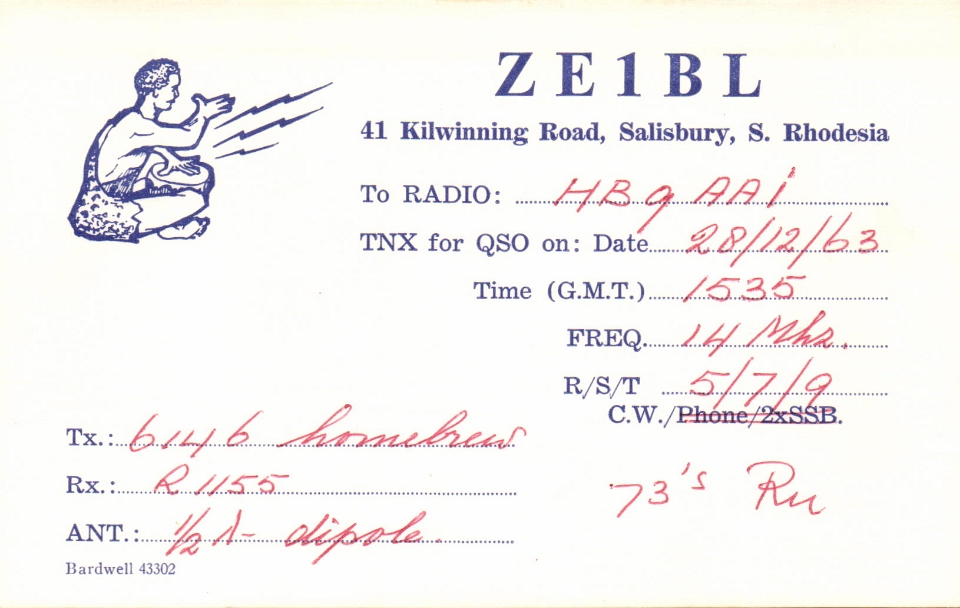 ZE1BL
41 Kilwinning Road, Salisbury, S. Rhodesia
To RADIO: HB9AAI
TNX for QSO on: Date 28/12/63
Time (G.M.T.) 1535
FREQ. 14 Mhz.
R/S/T 5/7/9
C.W./Phone/2xSSB.
Tx.: 6146 homebrew
Rx.: R1155
ANT.: 1/2 λ - dipole.
73's
Bardwell 43302